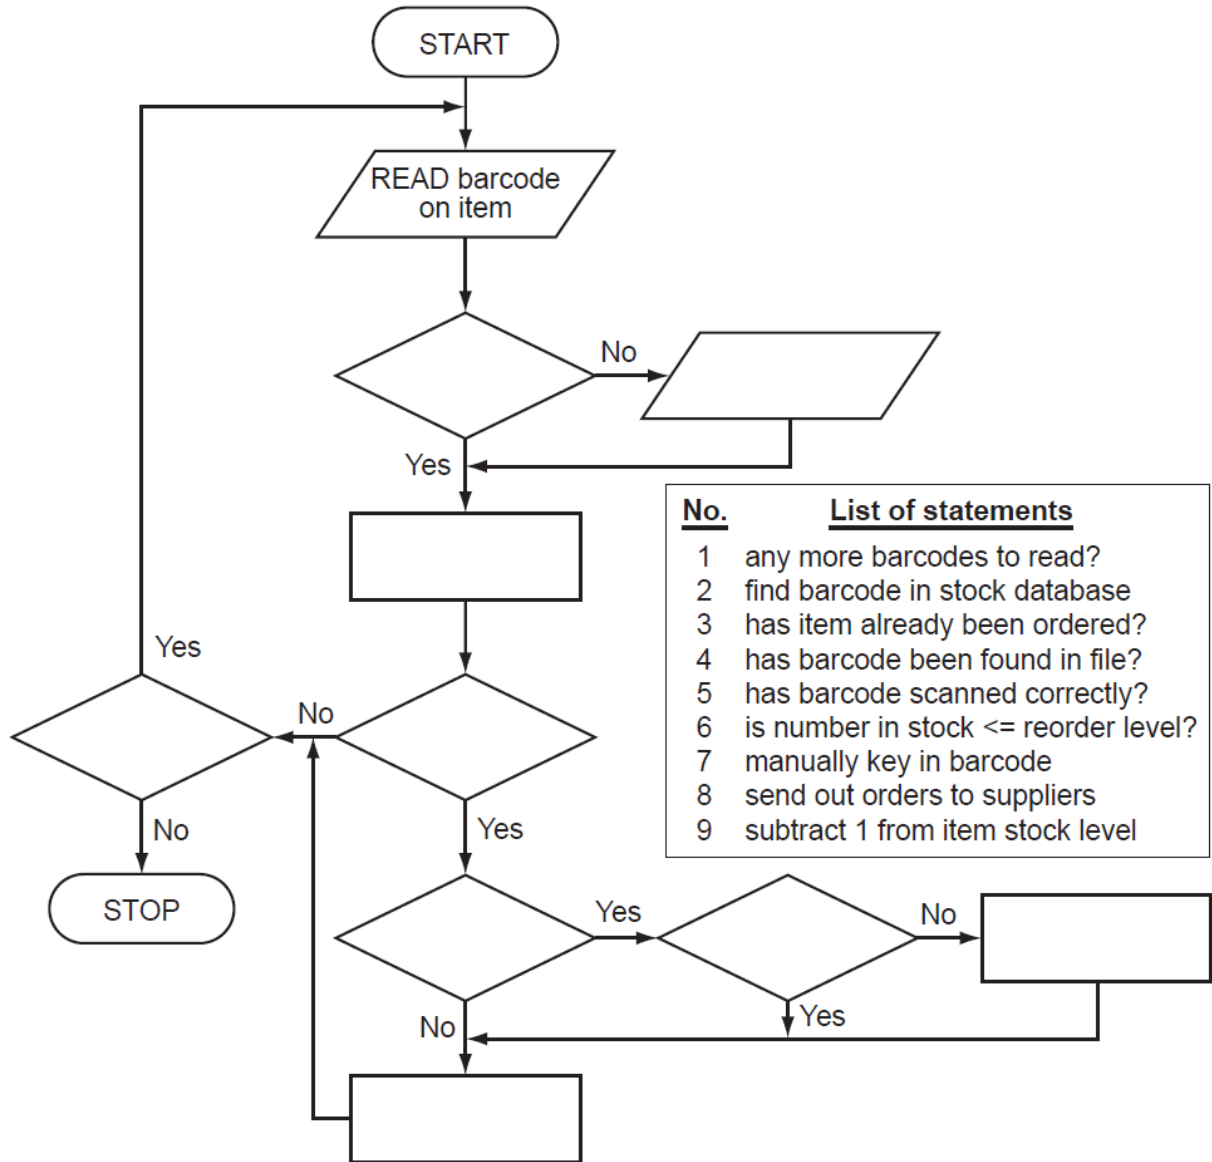 START
READ barcode
on item
No
Yes
No. List of statements
1 any more barcodes to read?
2 find barcode in stock database
3 has item already been ordered?
4 has barcode been found in file?
5 has barcode scanned correctly?
6 is number in stock <= reorder level?
7 manually key in barcode
8 send out orders to suppliers
9 subtract 1 from item stock level
Yes
No
No
Yes
STOP
Yes
No
No
Yes